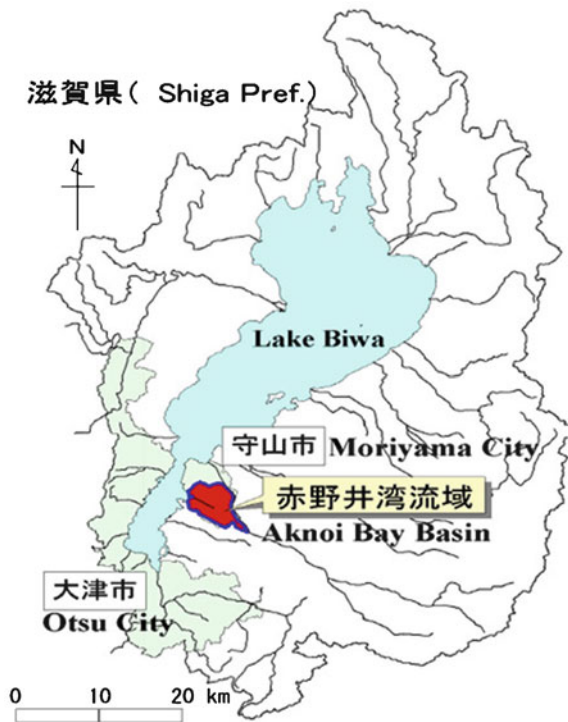 滋賀県( Shiga Pref.)
N
Lake Biwa
守山市 Moriyama City
赤野井湾流域
Aknoi Bay Basin
大津市
Otsu City
0 10 20 km